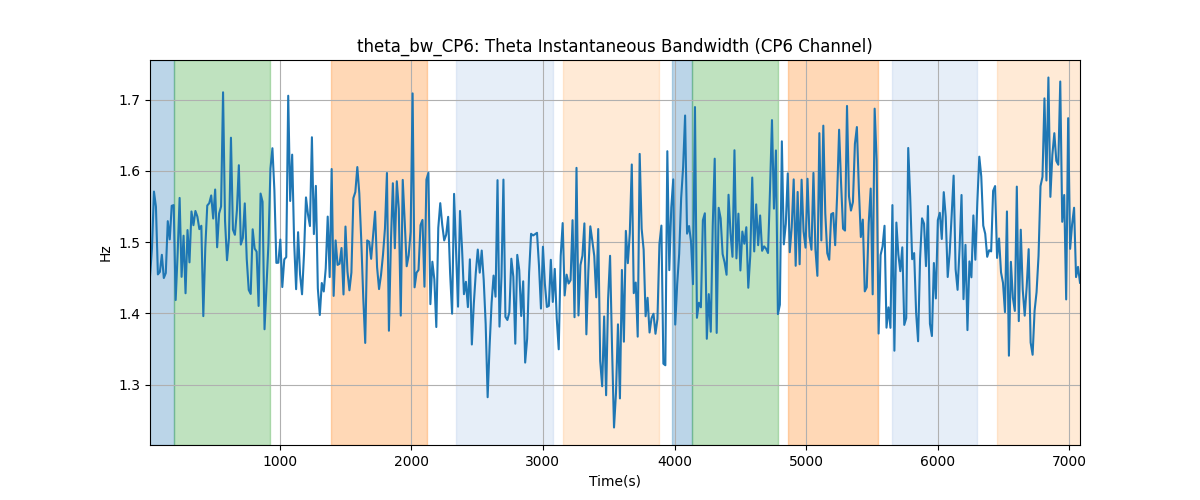 theta_bw_CP6: Theta Instantaneous Bandwidth (CP6 Channel)
Hz
1.7
1.6
1.5
1.4
1.3
1000 2000 3000 4000 5000 6000 7000
Time(s)